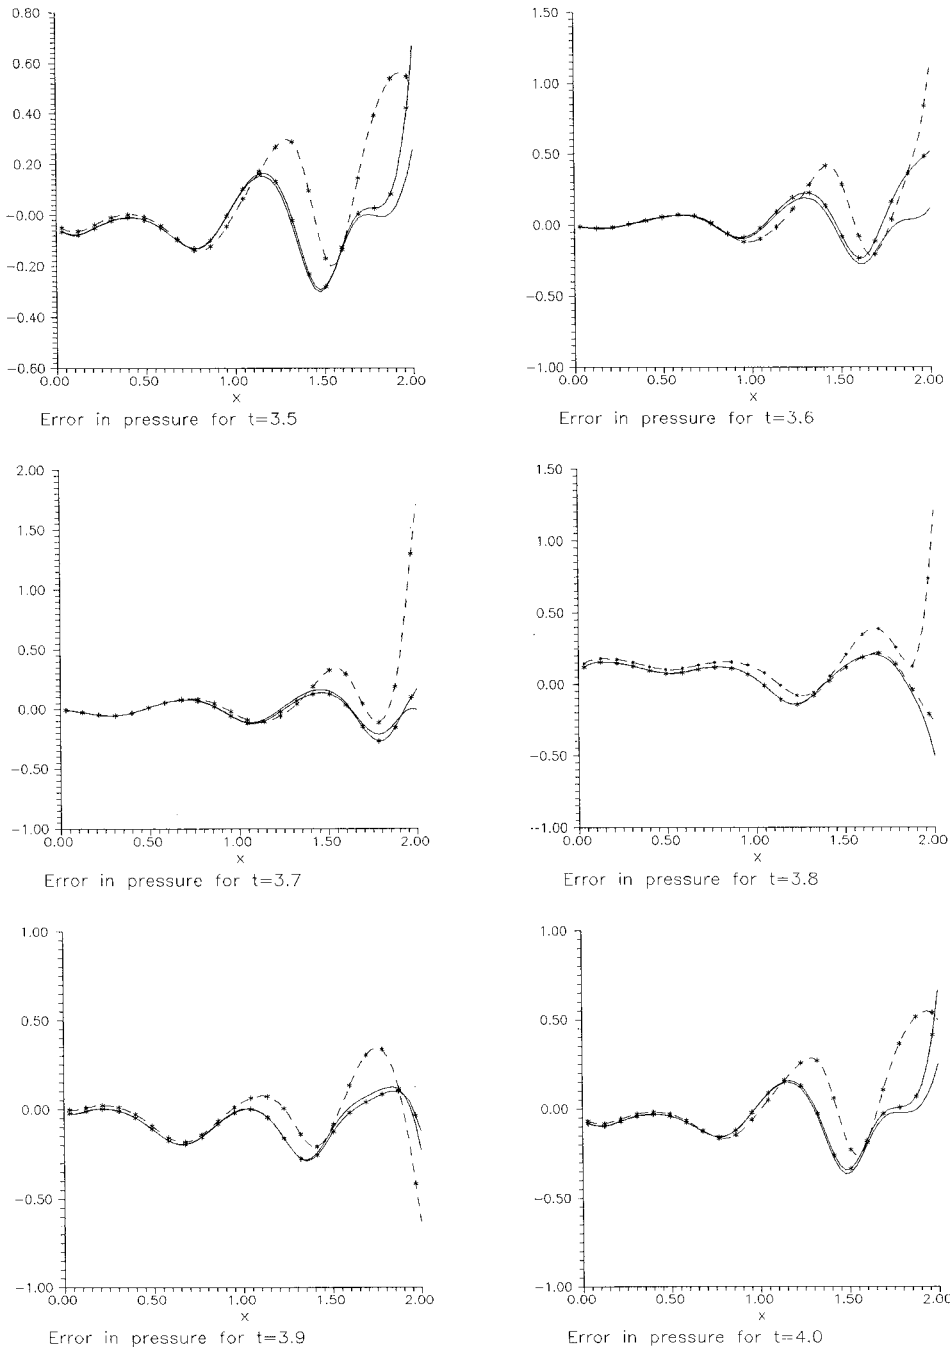 0.80
0.60
0.40
0.20
−0.00
−0.20
−0.40
−0.60
0.00 0.50 1.00 1.50 2.00
x
Error in pressure for t=3.5
1.50
1.00
0.50
0.00
−0.50
−1.00
0.00 0.50 1.00 1.50 2.00
x
Error in pressure for t=3.6
2.00
1.50
1.00
0.50
0.00
−0.50
−1.00
0.00 0.50 1.00 1.50 2.00
x
Error in pressure for t=3.7
1.50
1.00
0.50
0.00
−0.50
−1.00
0.00 0.50 1.00 1.50 2.00
x
Error in pressure for t=3.8
1.00
0.50
0.00
−0.50
−1.00
0.00 0.50 1.00 1.50 2.00
x
Error in pressure for t=3.9
1.00
0.50
0.00
−0.50
−1.00
0.00 0.50 1.00 1.50 2.00
x
Error in pressure for t=4.0